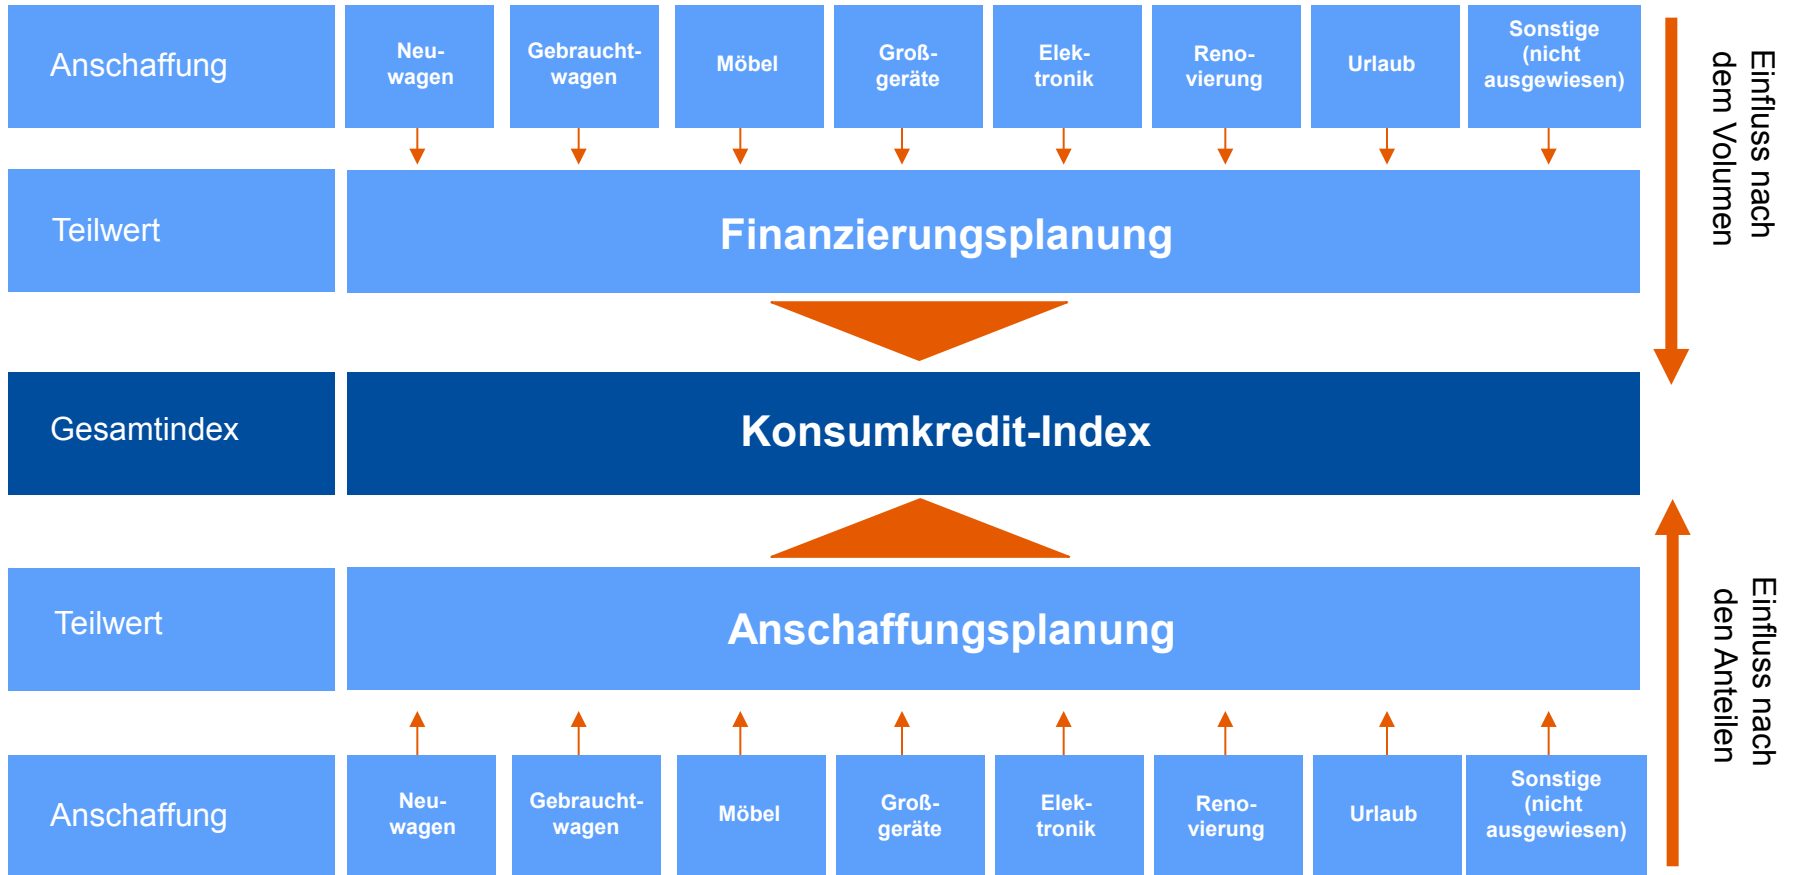 Anschaffung
Neu-
wagen
Gebraucht-
wagen
Möbel
Groß-
geräte
Elek-
tronik
Reno-
vierung
Urlaub
Sonstige
(nicht
ausgewiesen)
Einfluss nach
dem Volumen
Teilwert
Finanzierungsplanung
Gesamtindex
Konsumkredit-Index
Teilwert
Anschaffungsplanung
Einfluss nach
den Anteilen
Anschaffung
Neu-
wagen
Gebraucht-
wagen
Möbel
Groß-
geräte
Elek-
tronik
Reno-
vierung
Urlaub
Sonstige
(nicht
ausgewiesen)